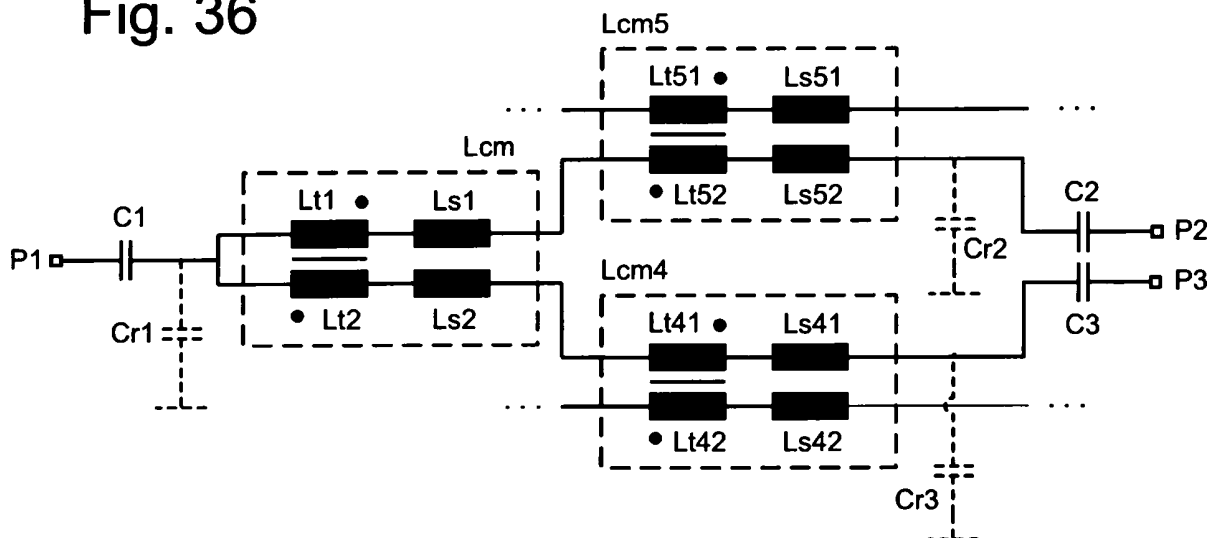 Fig. 36
Lcm5
Lt51 Ls51
... ...
Lcm
Lt52 Ls52
Lt1 Ls1
C1
C2
P1
P2
Cr2
Lcm4
P3
C3
Lt2 Ls2
Cr1
Lt41 Ls41
... ...
Lt42 Ls42
Cr3